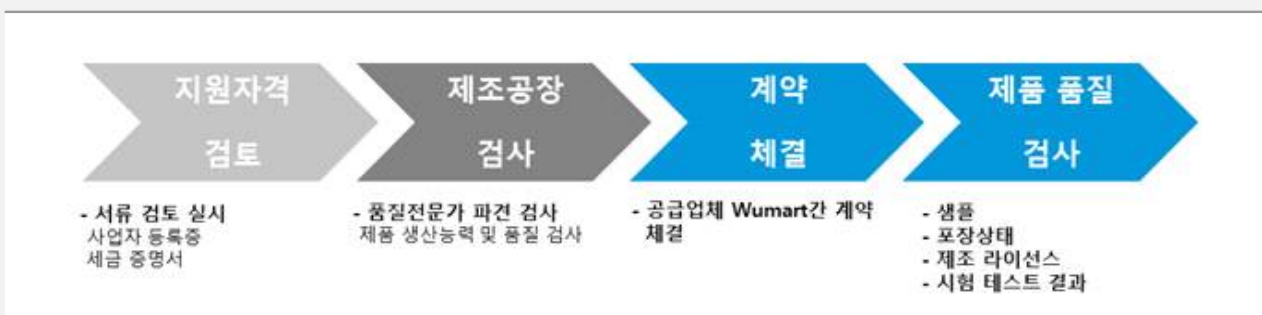 지원자격
검토
제조공장
검사
계약
체결
제품 품질
검사
- 서류 검토 실시
사업자 등록증
세금 증명서
- 품질전문가 파견 검사
제품 생산능력 및 품질 검사
- 공급업체 Wumart간 계약
체결
- 샘플
- 포장상태
- 제조 라이선스
- 시험 테스트 결과